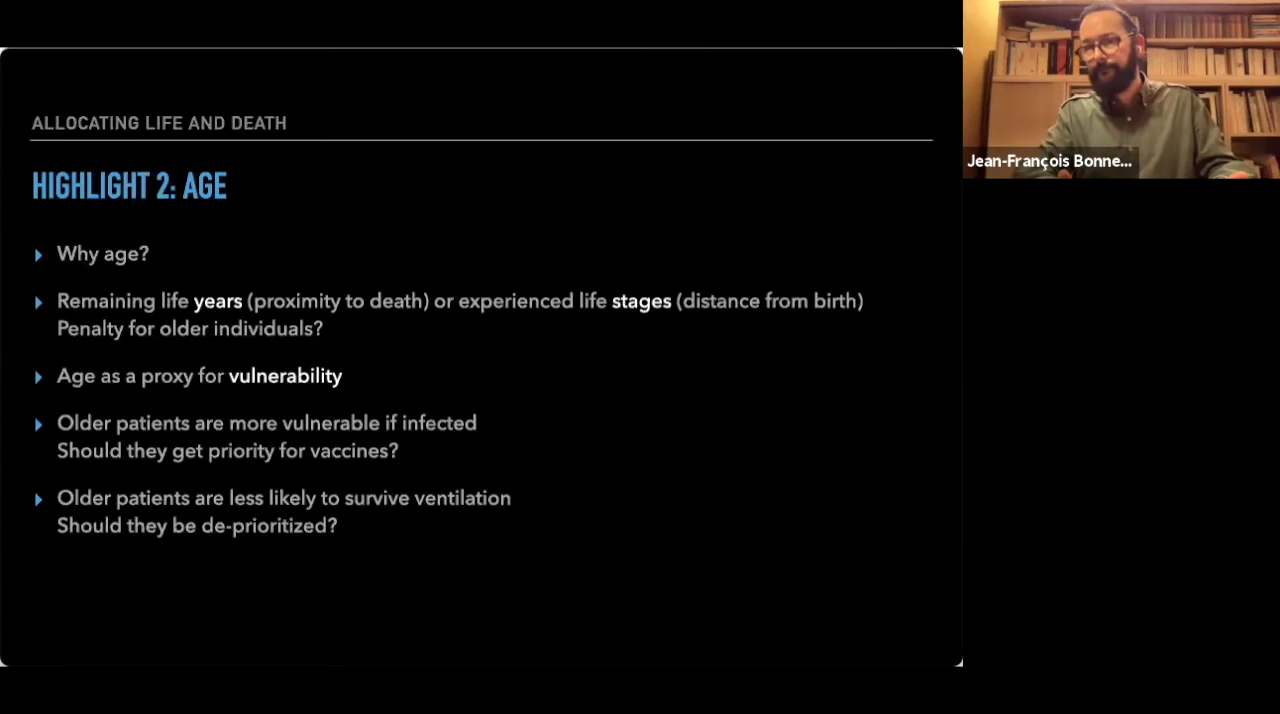 ALLOCATING LIFE AND DEATH
HIGHLIGHT 2: AGE
Why age?
Remaining life years (proximity to death) or experienced life stages (distance from birth)
Penalty for older individuals?
Age as a proxy for vulnerability
Older patients are more vulnerable if infected
Should they get priority for vaccines?
Older patients are less likely to survive ventilation
Should they be de-prioritized?
Jean-François Bonne...